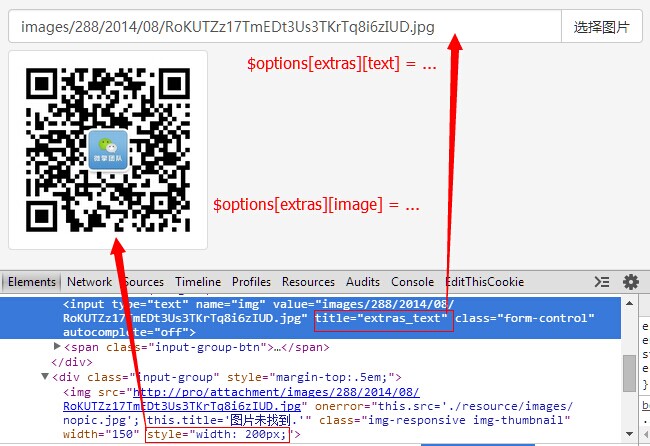 images/288/2014/08/RoKUTZz17TmEDt3Us3TKrTq8i6zIUD.jpg 选择图片
$options[extras][text] = ...
微擎团队
$options[extras][image] = ...
Elements Network Sources Timeline Profiles Resources Audits Console EditThisCookie
<input type="text" name="img" value="images/288/2014/08/
RoKUTZz17TmEDt3Us3TKrTq8i6zIUD.jpg" title="extras_text" class="form-control"
autocomplete="off">
<span class="input-group-btn">…</span>
</div>
<div class="input-group" style="margin-top:.5em;">
<img src="http://pro/attachment/images/288/2014/08/
RoKUTZz17TmEDt3Us3TKrTq8i6zIUD.jpg" onerror="this.src='./resource/images/
nopic.jpg'; this.title='图片未找到.'" class="img-responsive img-thumbnail"
width="150" style="width: 200px;">